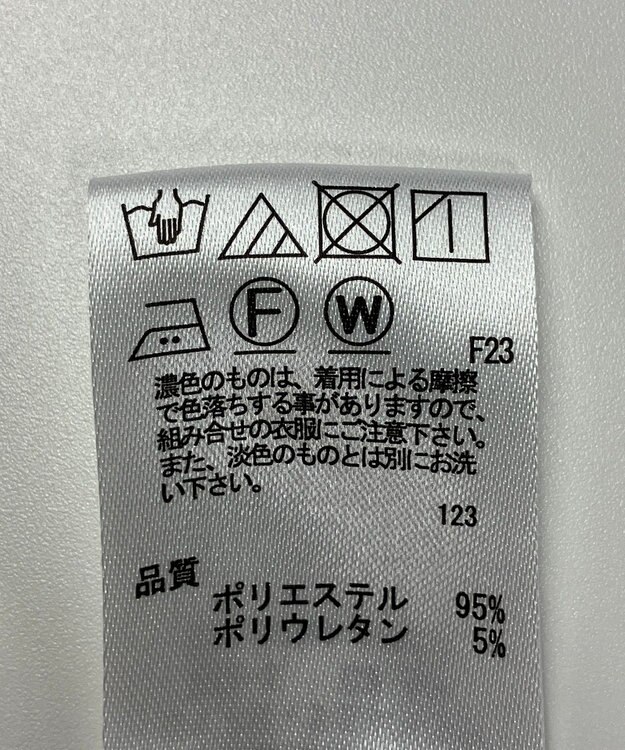 F W
F23
濃色のものは、着用による摩擦
で色落ちする事がありますので、
組み合せの衣服にご注意下さい。
また、淡色のものとは別にお洗
い下さい。
123
品質
ポリエステル 95%
ポリウレタン 5%